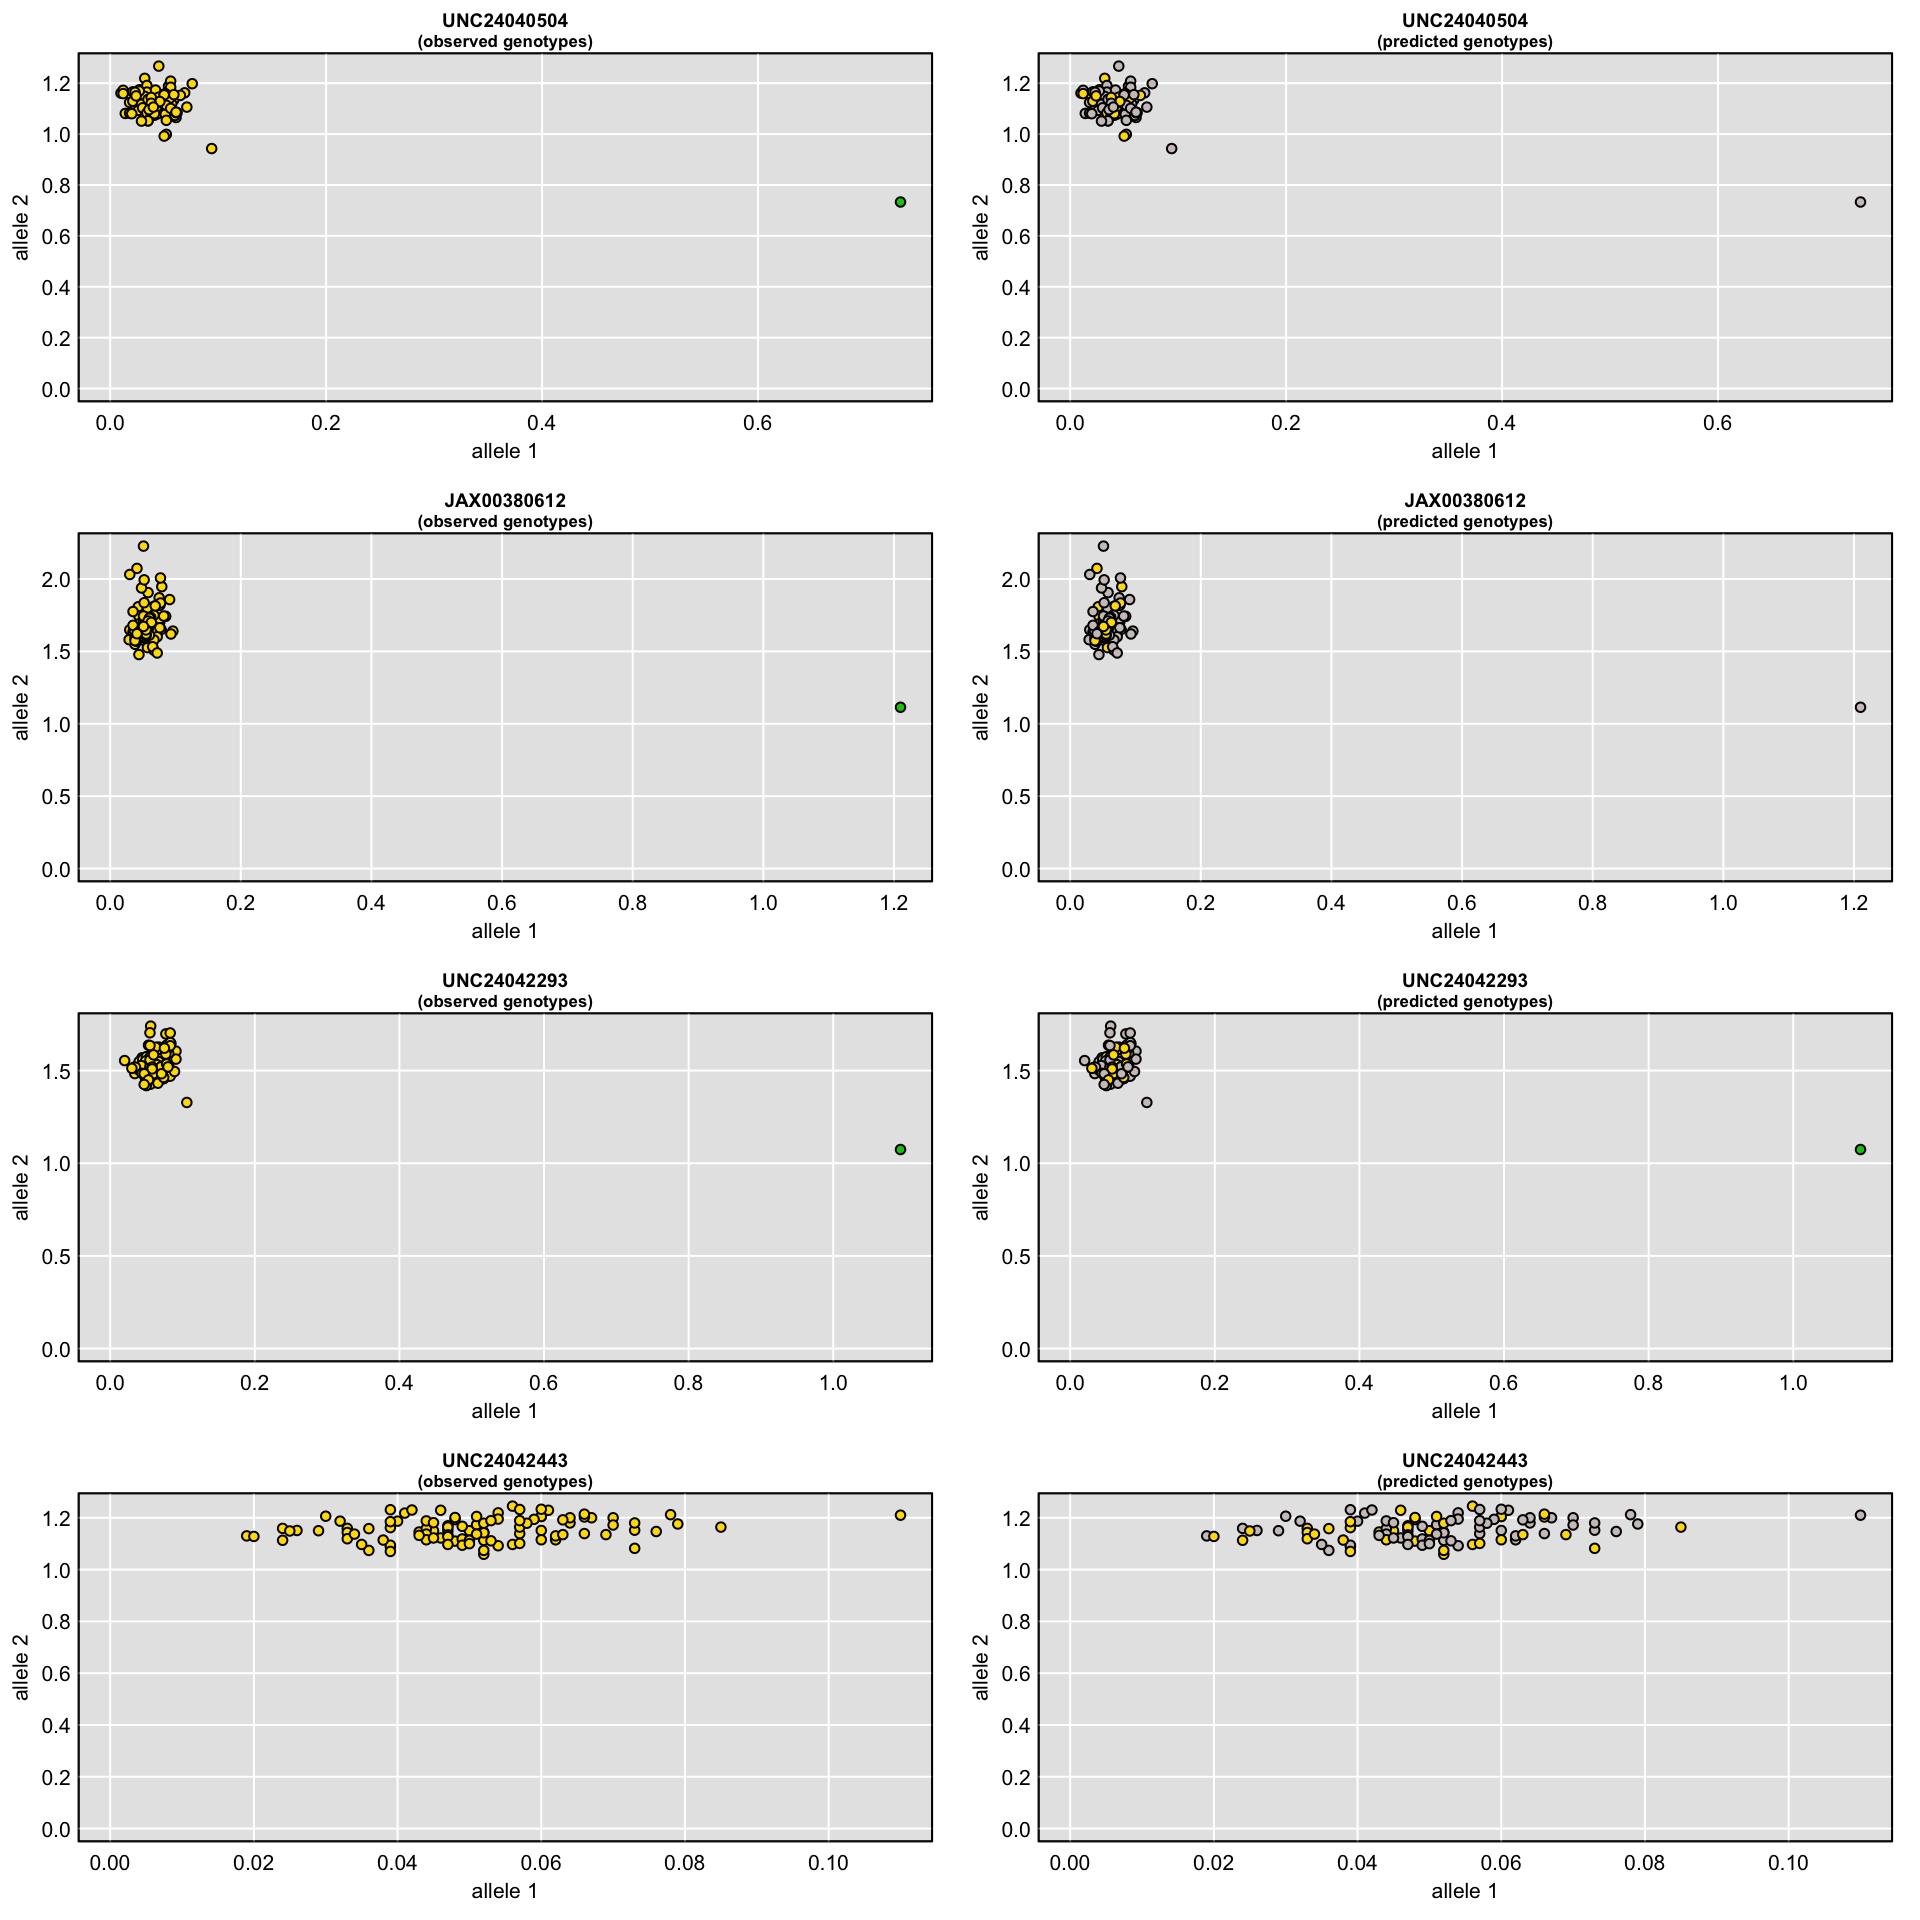 UNC24040504
(observed genotypes)
allele 2
1.2
1.0
0.8
0.6
0.4
0.2
0.0
0.0 0.2 0.4 0.6
allele 1
UNC24040504
(predicted genotypes)
allele 2
1.2
1.0
0.8
0.6
0.4
0.2
0.0
0.0 0.2 0.4 0.6
allele 1
JAX00380612
(observed genotypes)
allele 2
2.0
1.5
1.0
0.5
0.0
0.0 0.2 0.4 0.6 0.8 1.0 1.2
allele 1
JAX00380612
(predicted genotypes)
allele 2
2.0
1.5
1.0
0.5
0.0
0.0 0.2 0.4 0.6 0.8 1.0 1.2
allele 1
UNC24042293
(observed genotypes)
allele 2
1.5
1.0
0.5
0.0
0.0 0.2 0.4 0.6 0.8 1.0
allele 1
UNC24042293
(predicted genotypes)
allele 2
1.5
1.0
0.5
0.0
0.0 0.2 0.4 0.6 0.8 1.0
allele 1
UNC24042443
(observed genotypes)
allele 2
1.2
1.0
0.8
0.6
0.4
0.2
0.0
0.00 0.02 0.04 0.06 0.08 0.10
allele 1
UNC24042443
(predicted genotypes)
allele 2
1.2
1.0
0.8
0.6
0.4
0.2
0.0
0.00 0.02 0.04 0.06 0.08 0.10
allele 1